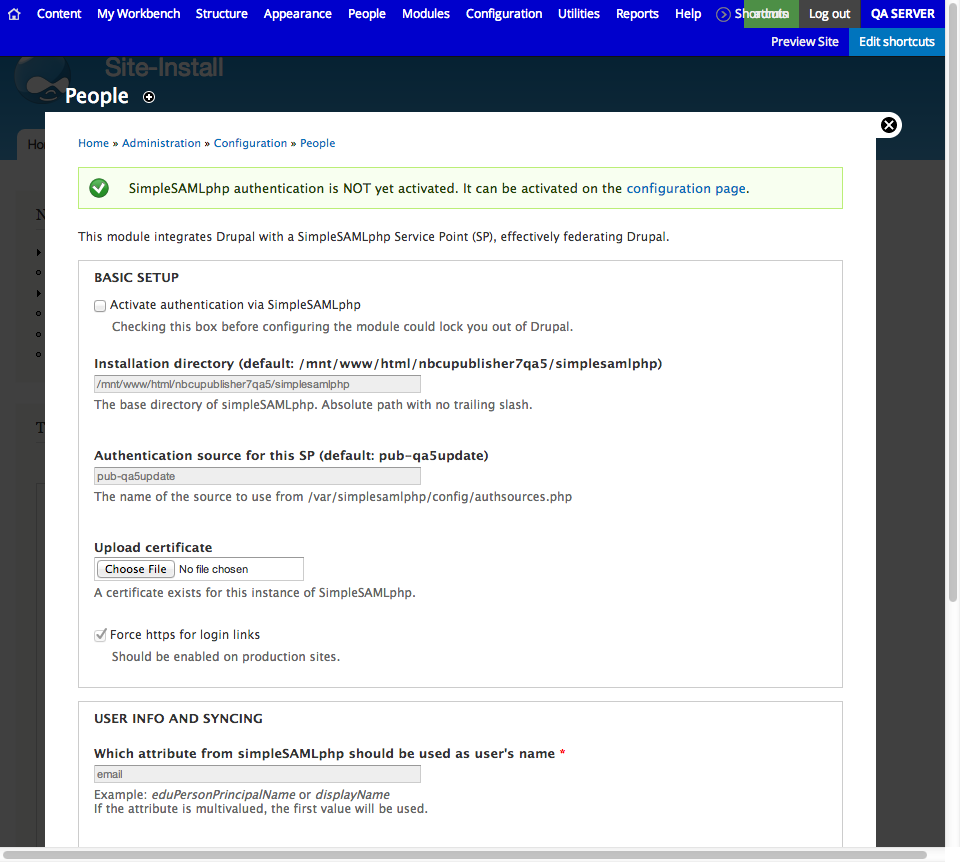 Content My Workbench Structure Appearance People Modules Configuration Utilities Reports Help Shortcuts Log out QA SERVER
Preview Site Edit shortcuts
Site-Install
People
Home » Administration » Configuration » People
SimpleSAMLphp authentication is NOT yet activated. It can be activated on the configuration page.
This module integrates Drupal with a SimpleSAMLphp Service Point (SP), effectively federating Drupal.
BASIC SETUP
Activate authentication via SimpleSAMLphp
Checking this box before configuring the module could lock you out of Drupal.
Installation directory (default: /mnt/www/html/nbcupublisher7qa5/simplesamlphp)
/mnt/www/html/nbcupublisher7qa5/simplesamlphp
The base directory of simpleSAMLphp. Absolute path with no trailing slash.
Authentication source for this SP (default: pub-qa5update)
pub-qa5update
The name of the source to use from /var/simplesamlphp/config/authsources.php
Upload certificate
Choose File No file chosen
A certificate exists for this instance of SimpleSAMLphp.
Force https for login links
Should be enabled on production sites.
USER INFO AND SYNCING
Which attribute from simpleSAMLphp should be used as user's name *
email
Example: eduPersonPrincipalName or displayName
If the attribute is multivalued, the first value will be used.